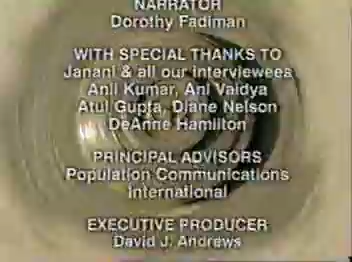 NARRATOR
Dorothy Fadiman
WITH SPECIAL THANKS TO
Janani & all our interviewees
Anil Kumar, Ani Vaidya
Atul Gupta, Diane Nelson
DeAnne Hamilton
PRINCIPAL ADVISORS
Population Communications
International
EXECUTIVE PRODUCER
David J. Andrews